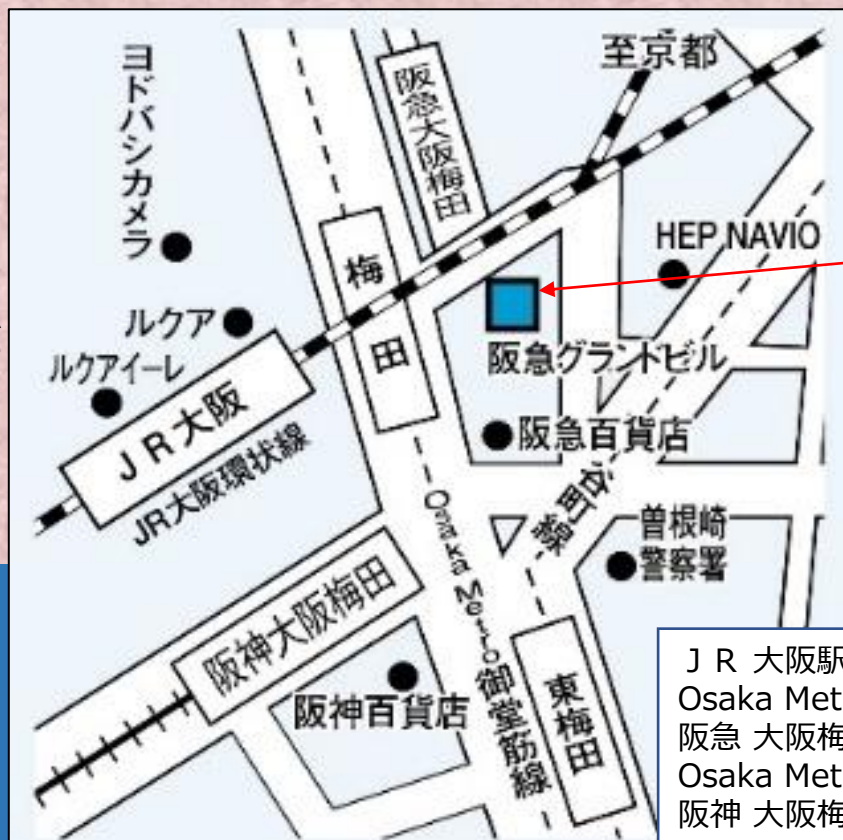 ヨドバシカメラ
阪急大阪梅田
至京都
HEP NAVIO
梅田
ルクア
ルクアイーレ
阪急グランドビル
JR大阪
JR大阪環状線
阪急百貨店
谷町線
Osaka Metro御堂筋線
曽根崎
警察署
阪神大阪梅田
阪神百貨店
東梅田
ＪＲ 大阪駅
Osaka Met
阪急 大阪梅
Osaka Met
阪神 大阪梅